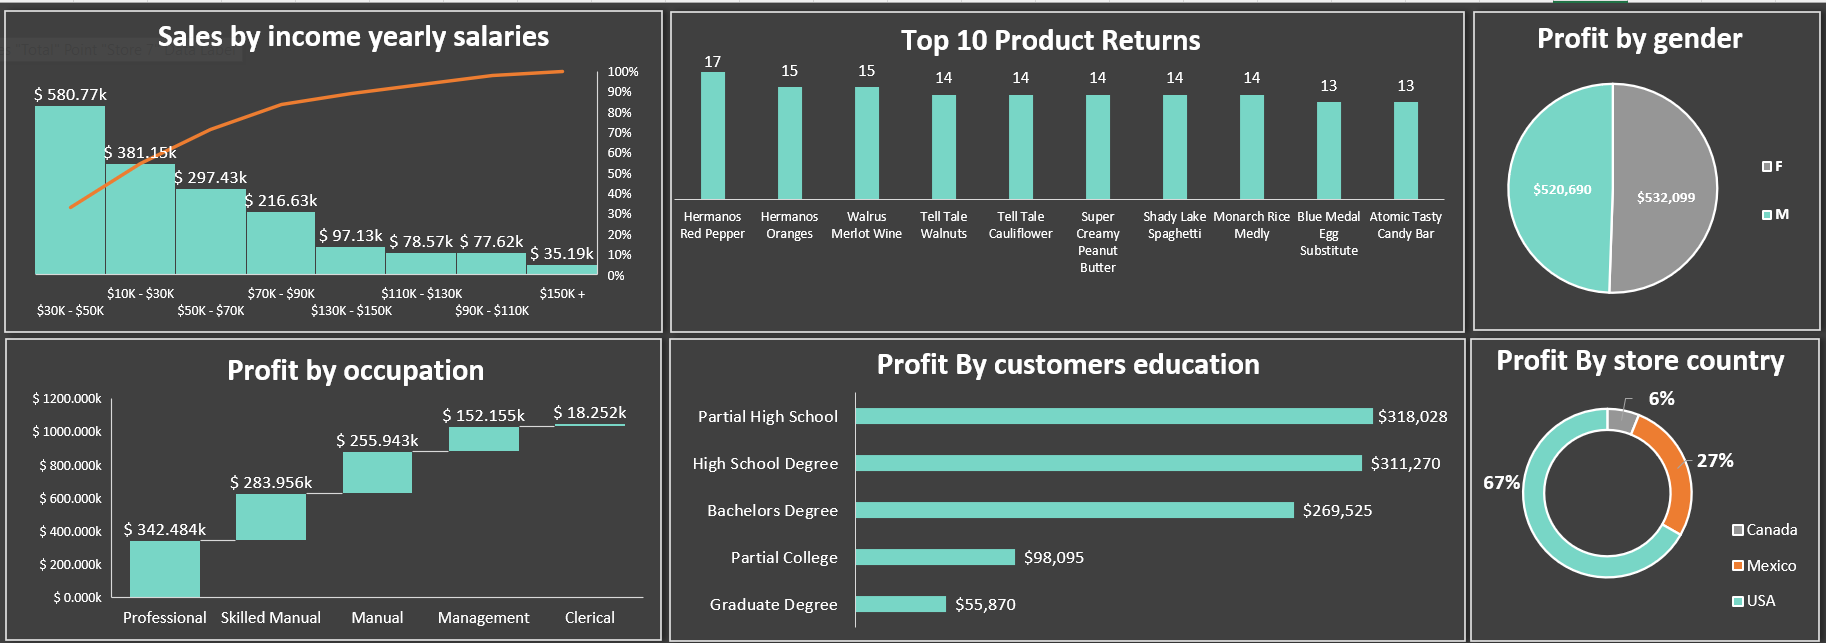 Sales by income yearly salaries
$ 580.77k
$ 381.15k
$ 297.43k
$ 216.63k
$ 97.13k
$ 78.57k
$ 77.62k
$ 35.19k
100%
90%
80%
70%
60%
50%
40%
30%
20%
10%
0%
$10K - $30K
$70K - $90K
$110K - $130K
$150K +
$30K - $50K
$50K - $70K
$130K - $150K
$90K - $110K
Top 10 Product Returns
17
15
15
14
14
14
14
14
13
13
Hermanos
Red Pepper
Hermanos
Oranges
Walrus
Merlot Wine
Tell Tale
Walnuts
Tell Tale
Cauliflower
Super
Creamy
Peanut
Butter
Shady Lake
Spaghetti
Monarch Rice
Medly
Blue Medal
Egg
Substitute
Atomic Tasty
Candy Bar
Profit by gender
$520,690
$532,099
F
M
Profit by occupation
$ 1200.000k
$ 1000.000k
$ 800.000k
$ 600.000k
$ 400.000k
$ 200.000k
$ 0.000k
$ 342.484k
$ 283.956k
$ 255.943k
$ 152.155k
$ 18.252k
Professional
Skilled Manual
Manual
Management
Clerical
Profit By customers education
Partial High School
$318,028
High School Degree
$311,270
Bachelors Degree
$269,525
Partial College
$98,095
Graduate Degree
$55,870
Profit By store country
6%
27%
67%
Canada
Mexico
USA